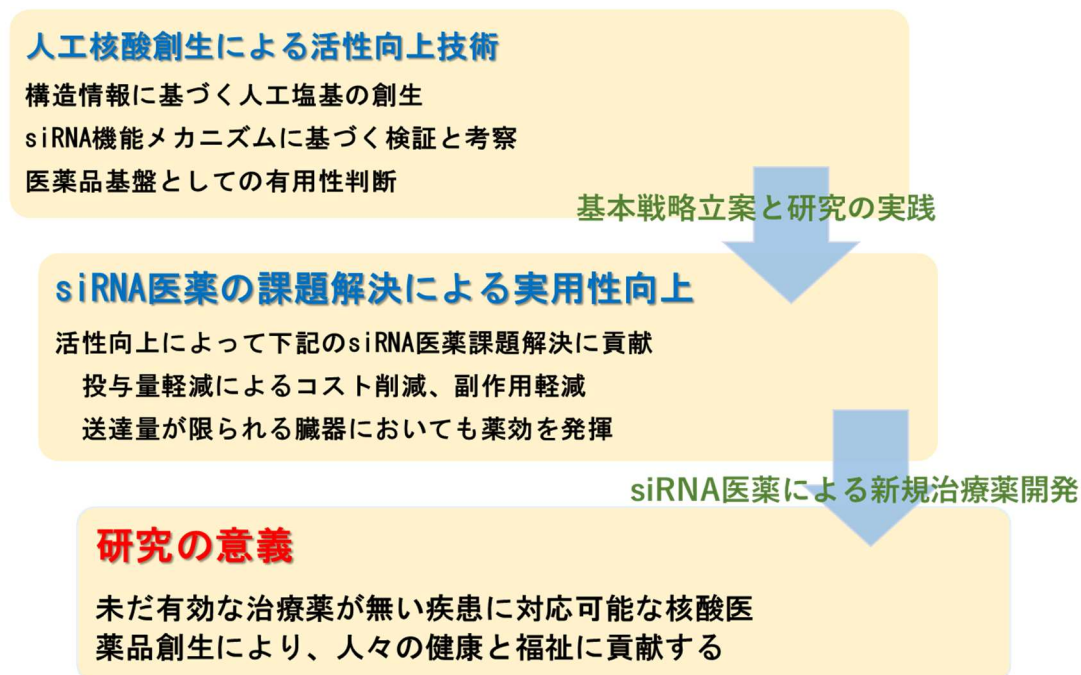 人工核酸創生による活性向上技術
構造情報に基づく人工塩基の創生
siRNA機能メカニズムに基づく検証と考察
医薬品基盤としての有用性判断
基本戦略立案と研究の実践
siRNA医薬の課題解決による実用性向上
活性向上によって下記のsiRNA医薬課題解決に貢献
投与量軽減によるコスト削減、副作用軽減
送達量が限られる臓器においても薬効を発揮
siRNA医薬による新規治療薬開発
研究の意義
未だ有効な治療薬が無い疾患に対応可能な核酸医
薬品創生により、人々の健康と福祉に貢献する